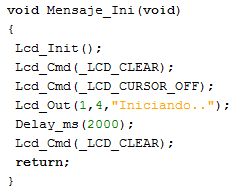 void Mensaje_Ini(void)
{
Lcd_Init();
Lcd_Cmd(_LCD_CLEAR);
Lcd_Cmd(_LCD_CURSOR_OFF);
Lcd_Out(1,4,"Iniciando..");
Delay_ms(2000);
Lcd_Cmd(_LCD_CLEAR);
return;
}